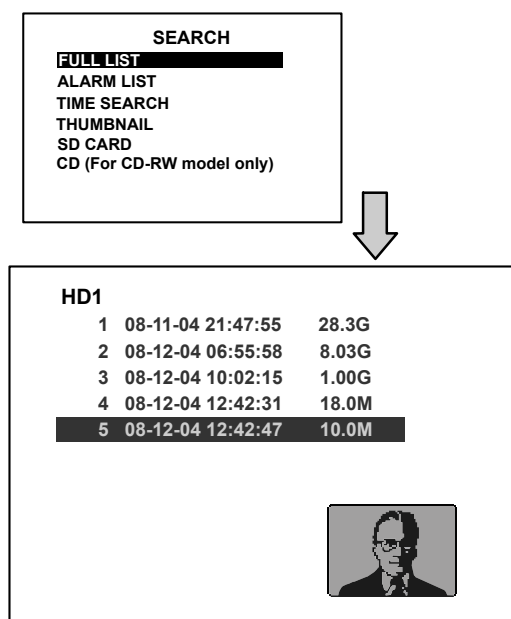 SEARCH
FULL LIST
ALARM LIST
TIME SEARCH
THUMBNAIL
SD CARD
CD (For CD-RW model only)
HD1
1 08-11-04 21:47:55 28.3G
2 08-12-04 06:55:58 8.03G
3 08-12-04 10:02:15 1.00G
4 08-12-04 12:42:31 18.0M
5 08-12-04 12:42:47 10.0M